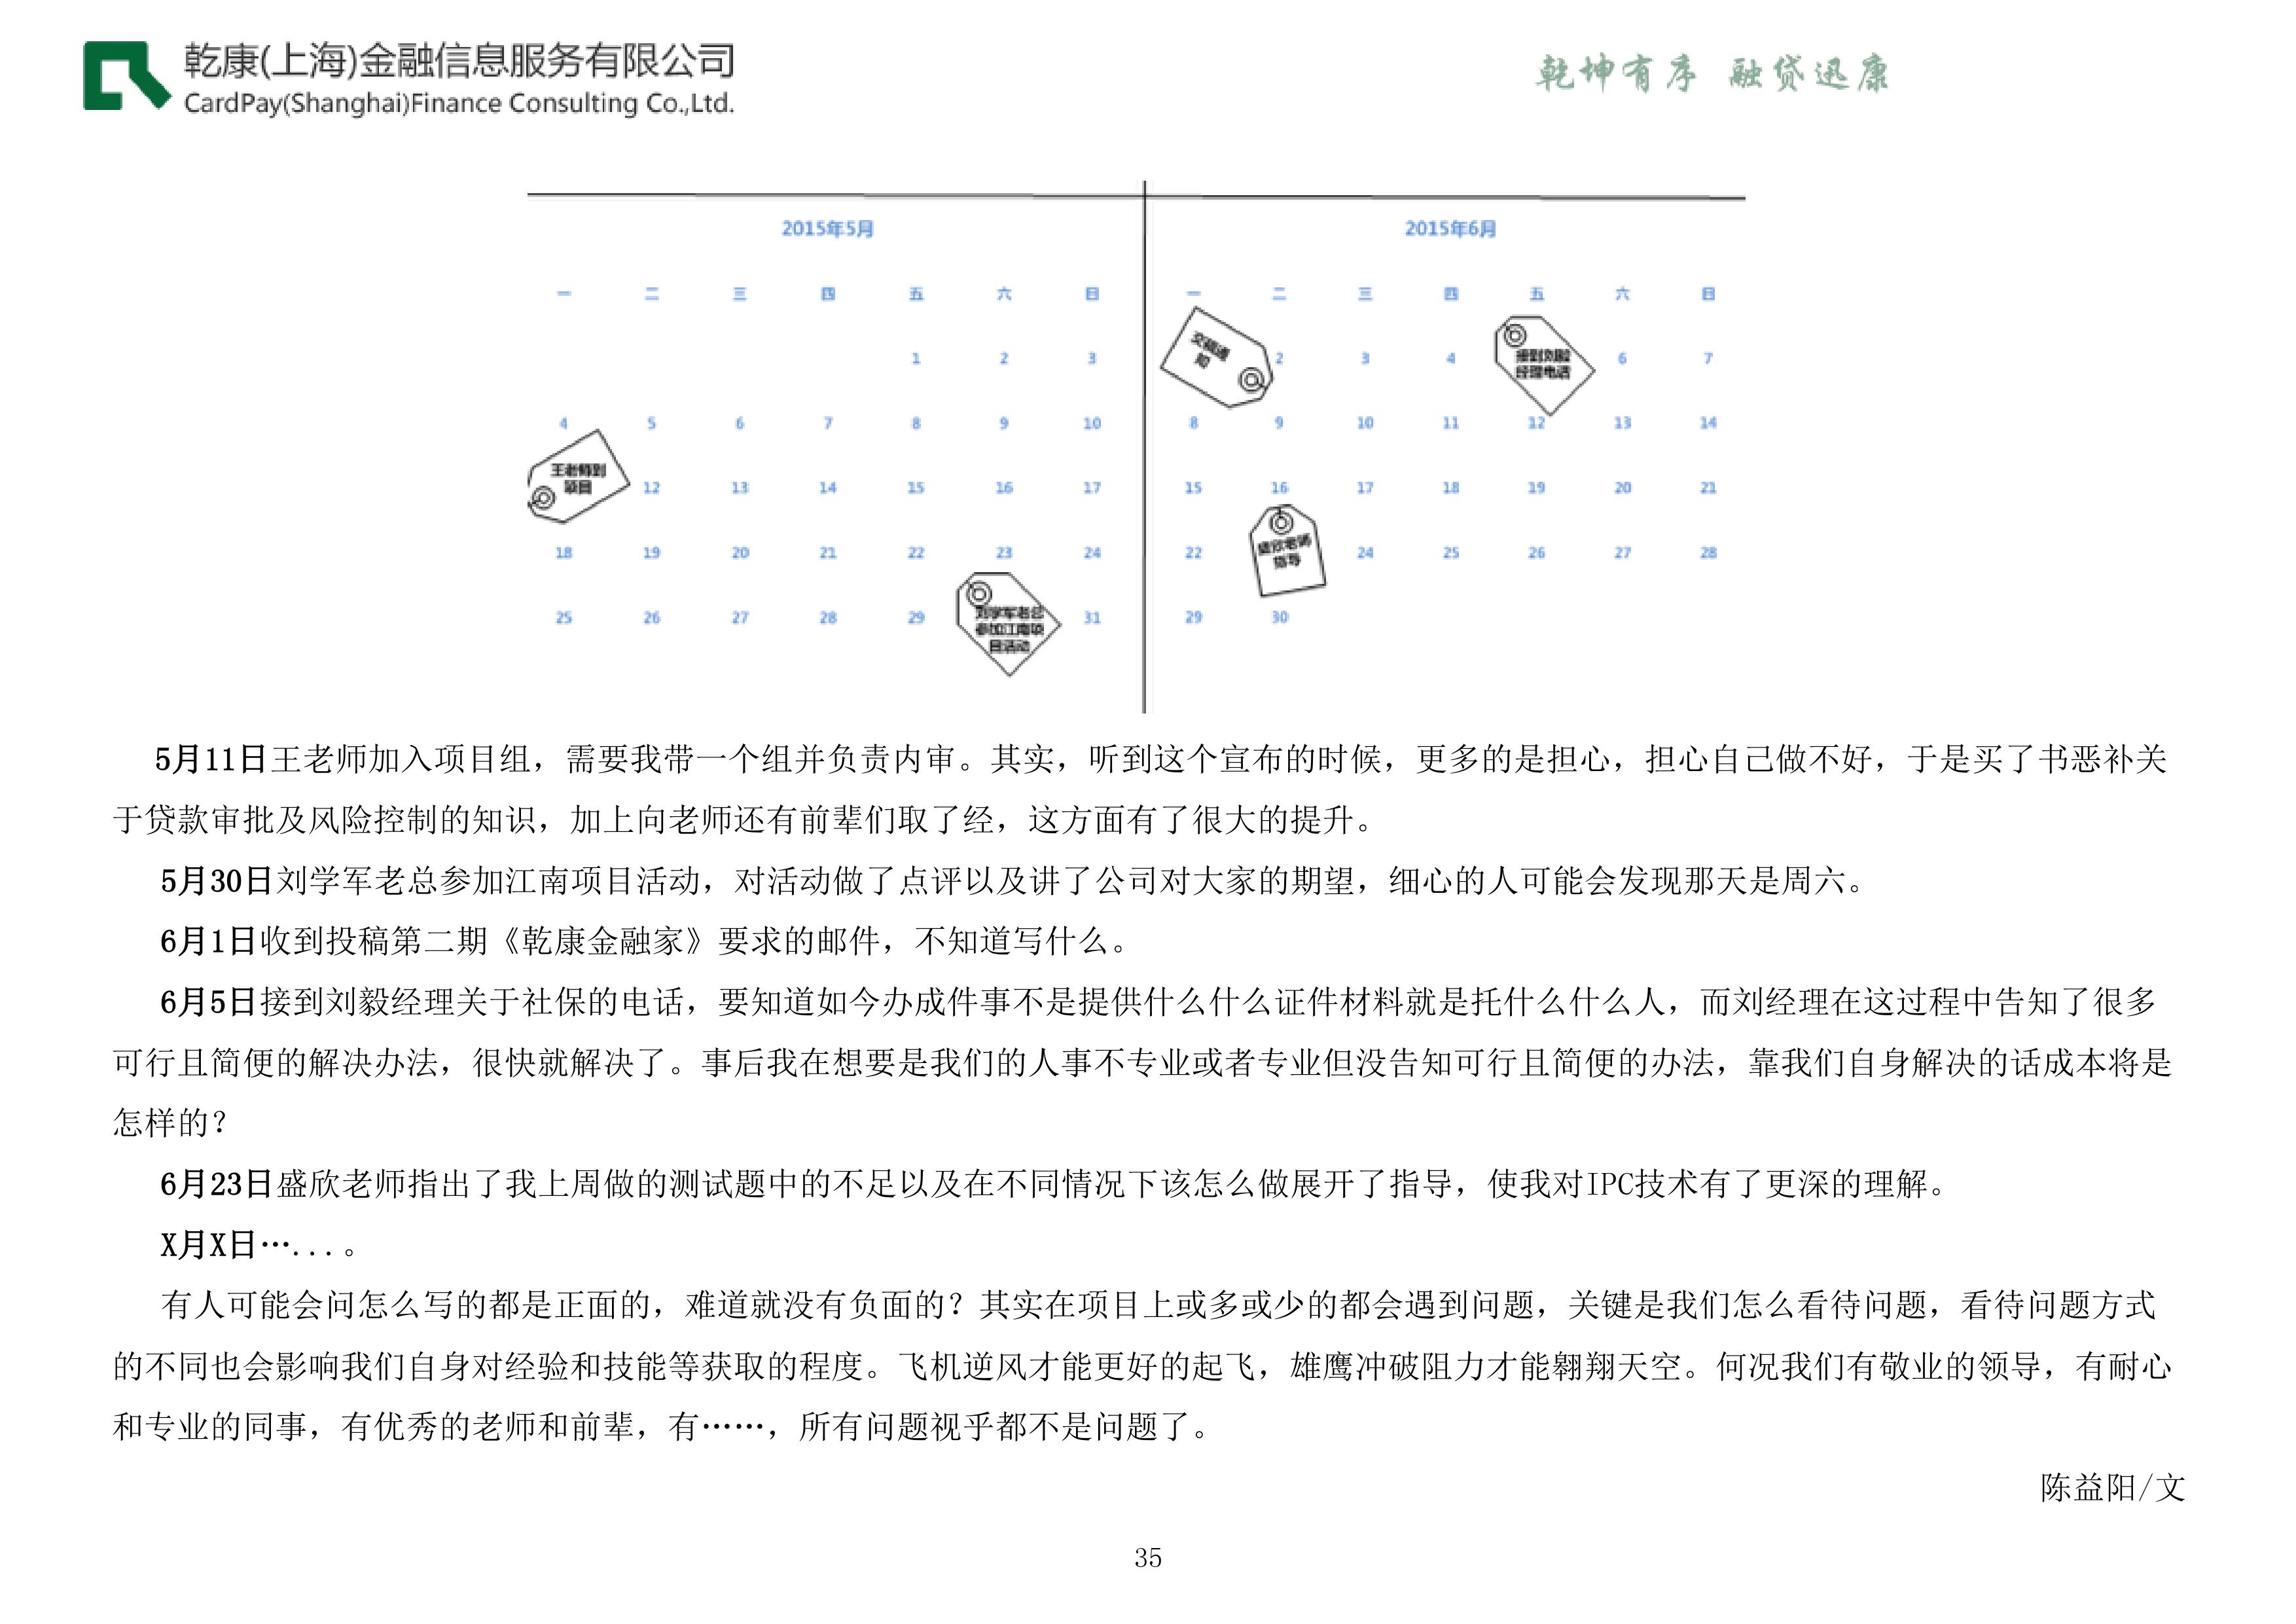 乾康(上海)金融信息服务有限公司
CardPay(Shanghai)Finance Consulting Co.,Ltd.
乾坤有序 融贷迅康
2015年5月
一 二 三 四 五 六 日
1 2 3
4 5 6 7 8 9 10
王老师到
项目
12 13 14 15 16 17
18 19 20 21 22 23 24
25 26 27 28 29
刘学军老总
参加江南项
目活动
31
2015年6月
一 二 三 四 五 六 日
交稿通
知
2 3 4
接到刘毅
经理电话
6 7
8 9 10 11 12 13 14
15 16 17 18 19 20 21
22
盛欣老师
指导
24 25 26 27 28
29 30
5月11日王老师加入项目组，需要我带一个组并负责内审。其实，听到这个宣布的时候，更多的是担心，担心自己做不好，于是买了书恶补关
于贷款审批及风险控制的知识，加上向老师还有前辈们取了经，这方面有了很大的提升。
5月30日刘学军老总参加江南项目活动，对活动做了点评以及讲了公司对大家的期望，细心的人可能会发现那天是周六。
6月1日收到投稿第二期《乾康金融家》要求的邮件，不知道写什么。
6月5日接到刘毅经理关于社保的电话，要知道如今办成件事不是提供什么什么证件材料就是托什么什么人，而刘经理在这过程中告知了很多
可行且简便的解决办法，很快就解决了。事后我在想要是我们的人事不专业或者专业但没告知可行且简便的办法，靠我们自身解决的话成本将是
怎样的？
6月23日盛欣老师指出了我上周做的测试题中的不足以及在不同情况下该怎么做展开了指导，使我对IPC技术有了更深的理解。
X月X日…...。
有人可能会问怎么写的都是正面的，难道就没有负面的？其实在项目上或多或少的都会遇到问题，关键是我们怎么看待问题，看待问题方式
的不同也会影响我们自身对经验和技能等获取的程度。飞机逆风才能更好的起飞，雄鹰冲破阻力才能翱翔天空。何况我们有敬业的领导，有耐心
和专业的同事，有优秀的老师和前辈，有……，所有问题视乎都不是问题了。
陈益阳/文
35